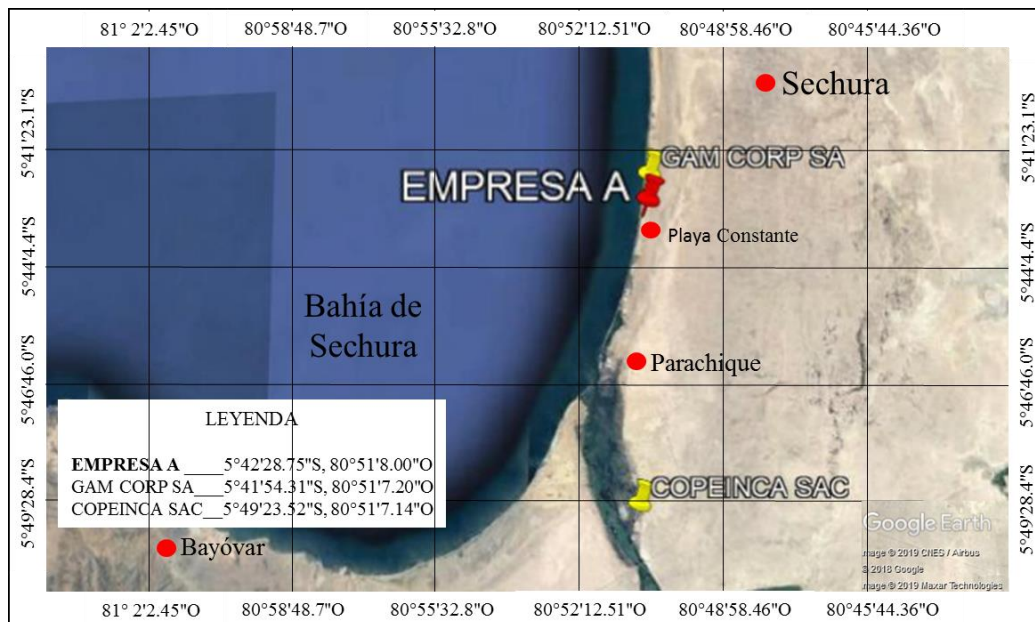 81° 2'2.45"O 80°58'48.7"O 80°55'32.8"O 80°52'12.51"O 80°48'58.46"O 80°45'44.36"O
5°41'23.1"S
5°44'4.4"S
5°46'46.0"S
5°49'28.4"S
Sechura
GAM CORP SA
EMPRESA A
Playa Constante
Bahía de
Sechura
Parachique
COPEINCA SAC
LEYENDA
EMPRESA A ____5°42'28.75"S, 80°51'8.00"O
GAM CORP SA___5°41'54.31"S, 80°51'7.20"O
COPEINCA SAC__5°49'23.52"S, 80°51'7.14"O
Bayóvar
Google Earth
mage © 2019 CNES / Airbus
© 2018 Google
mage © 2019 Maxar Technologies
5°41'23.1"S
5°44'4.4"S
5°46'46.0"S
5°49'28.4"S
81° 2'2.45"O 80°58'48.7"O 80°55'32.8"O 80°52'12.51"O 80°48'58.46"O 80°45'44.36"O